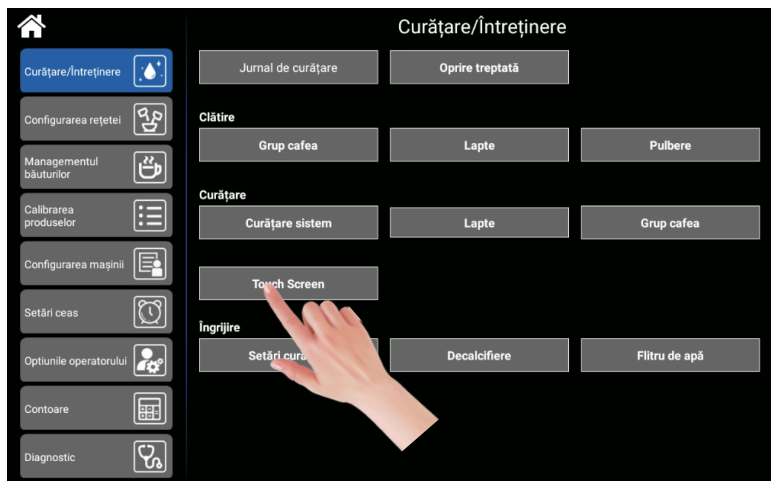 Curățare/Întreținere
Curățare/Întreținere
Configurarea rețetei
Managementul
băuturilor
Calibrarea
produselor
Configurarea mașinii
Setări ceas
Optiunile operatorului
Contoare
Diagnostic
Jurnal de curățare
Oprire treptată
Clătire
Grup cafea
Lapte
Pulbere
Curățare
Curățare sistem
Lapte
Grup cafea
Touch Screen
Îngrijire
Setări cură
Decalcifiere
Flitru de apă